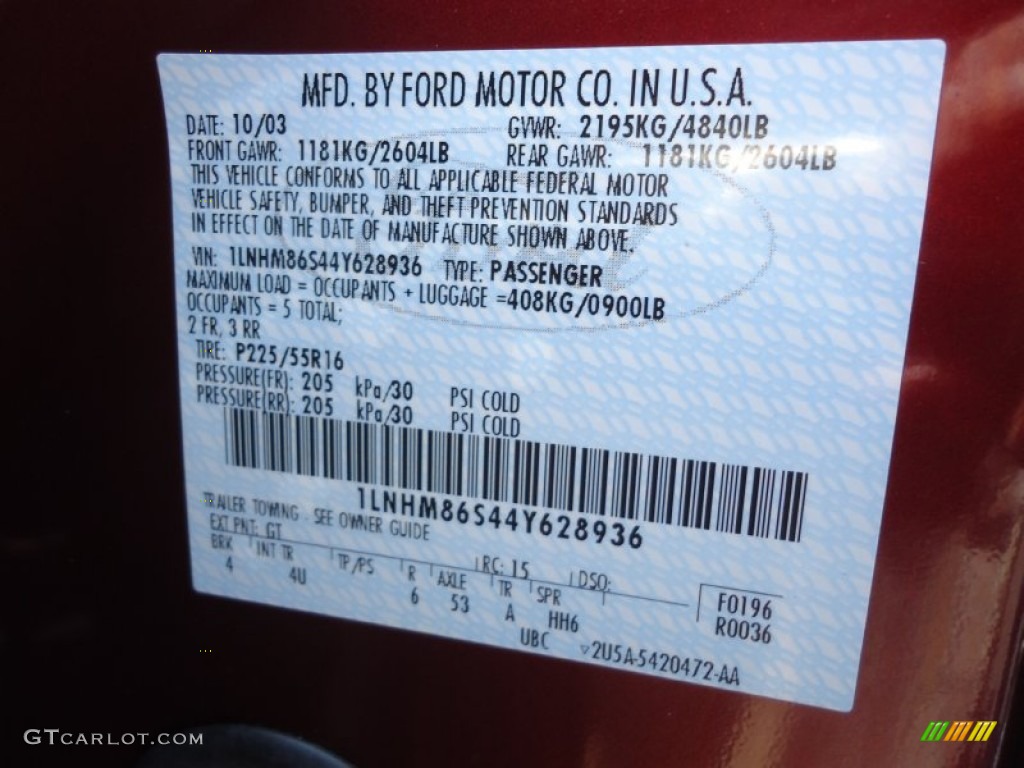 MFD. BY FORD MOTOR CO. IN U.S.A.
DATE: 10/03 GVWR: 2195KG/4840LB
FRONT GAWR: 1181KG/2604LB REAR GAWR: 1181KG/2604LB
THIS VEHICLE CONFORMS TO ALL APPLICABLE FEDERAL MOTOR
VEHICLE SAFETY, BUMPER, AND THEFT PREVENTION STANDARDS
IN EFFECT ON THE DATE OF MANUFACTURE SHOWN ABOVE.
VIN: 1LNHM86S44Y628936 TYPE: PASSENGER
MAXIMUM LOAD = OCCUPANTS + LUGGAGE =408KG/0900LB
OCCUPANTS = 5 TOTAL;
2 FR, 3 RR
TIRE: P225/55R16
PRESSURE(FR): 205 kPa/30 PSI COLD
PRESSURE(RR): 205 kPa/30 PSI COLD
1LNHM86S44Y628936
TRAILER TOWING - SEE OWNER GUIDE
EXT PNT: GT RC: 15 DSO:
BRK INT TR TP/PS R AXLE TR SPR
4 4U 6 53 A HH6
F0196
R0036
UBC ▽2U5A-5420472-AA
GTCARLOT.COM